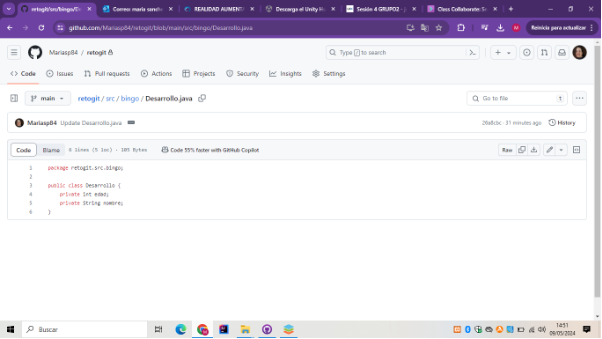 retogit/src/bingo/De
Correo: maria sanche
REALIDAD AUMENT
Descarga el Unity H
Sesión 4 GRUPO2 -
Class Collaborate: S
github.com/Mariasp84/retogit/blob/main/src/bingo/Desarrollo.java
Reinicia para actualizar
Mariasp84 / retogit
Type / to search
Code Issues Pull requests Actions Projects Security Insights Settings
main
retogit / src / bingo / Desarrollo.java
Go to file
t
Mariasp84 Update Desarrollo.java
31 minutes ago
History
Code Blame
6 lines (5 loc) · 105 Bytes
Code 55% faster with GitHub Copilot
Raw
1 package retogit.src.bingo;
2
3 public class Desarrollo {
4 private int edad;
5 private String nombre;
6 }
Buscar
14:51
09/05/2024